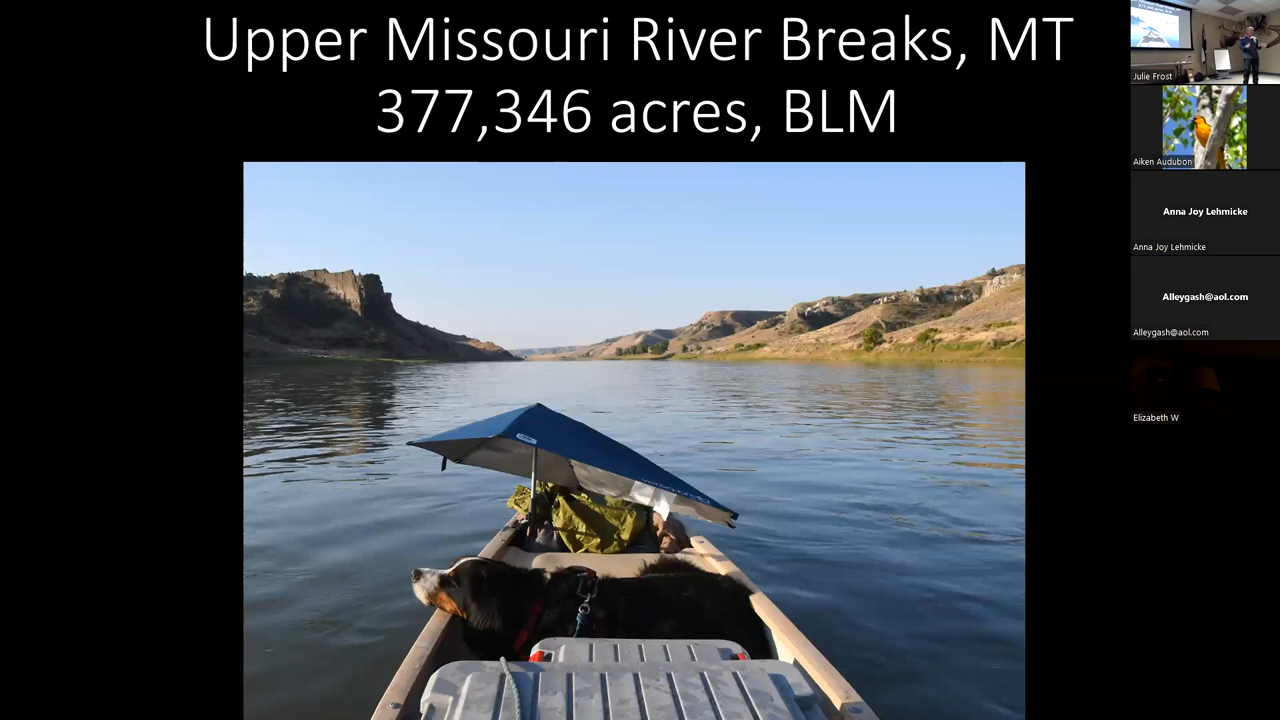 Upper Missouri River Breaks, MT
377,346 acres, BLM
Julie Frost
Aiken Audubon
Anna Joy Lehmicke
Anna Joy Lehmicke
Alleygash@aol.com
Alleygash@aol.com
Elizabeth W